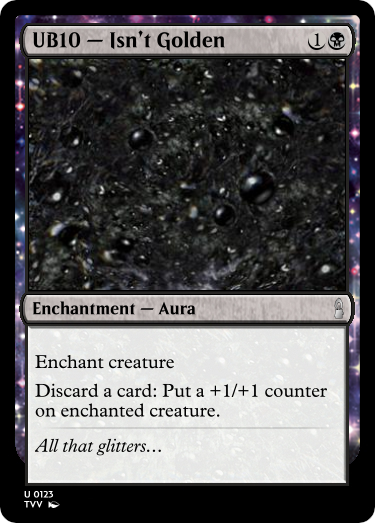 UB10 — Isn't Golden 1
Enchantment — Aura
Enchant creature
Discard a card: Put a +1/+1 counter
on enchanted creature.
All that glitters...
U 0123
TVV